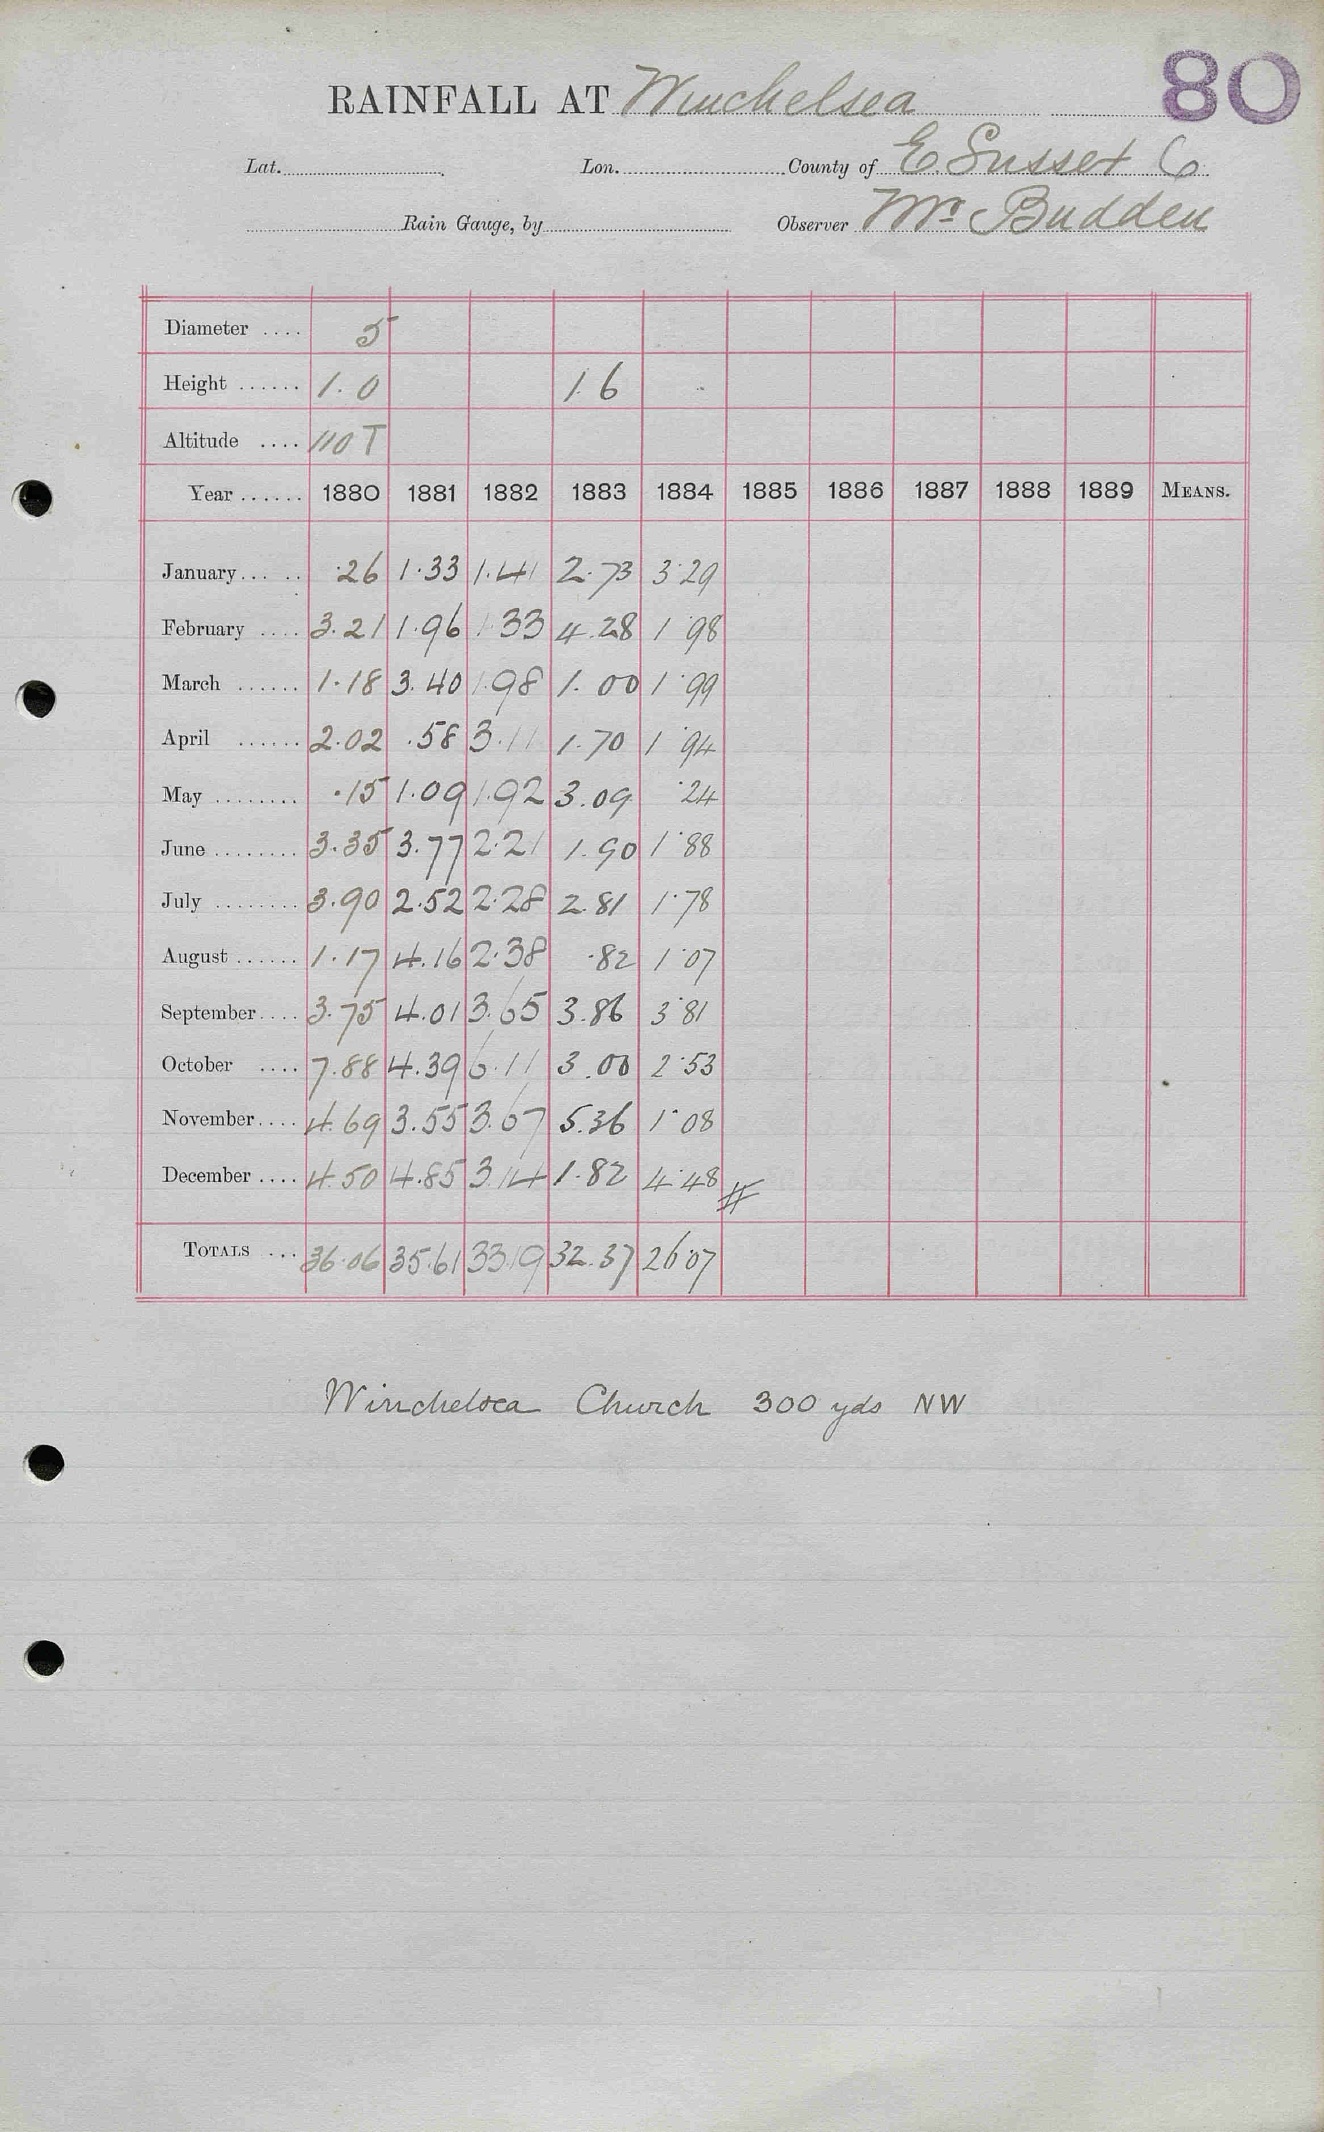 80
RAINFALL AT Winchelsea
Lat. Lon. County of E. Sussex Co
Rain Gauge, by Observer Mr. Budden
Diameter .... 5
Height ...... 1.0 1.6
Altitude .... 110 T
Year ...... 1880 1881 1882 1883 1884 1885 1886 1887 1888 1889 MEANS.
January... .. .26 1.33 1.41 2.73 3.29
February .... 3.21 1.96 1.33 4.28 1.98
March ...... 1.18 3.40 1.98 1.00 1.99
April ...... 2.02 .58 3.11 1.70 1.94
May ........ .15 1.09 1.92 3.09 .24
June ........ 3.35 3.77 2.21 1.90 1.88
July ........ 3.90 2.52 2.28 2.81 1.78
August ...... 1.17 4.16 2.38 .82 1.07
September.... 3.75 4.01 3.65 3.86 3.81
October .... 7.88 4.39 6.11 3.00 2.53
November.... 4.69 3.55 3.67 5.36 1.08
December .... 4.50 4.85 3.14 1.82 4.48 #
TOTALS ... 36.06 35.61 33.19 32.37 26.07
Winchelsea Church 300 yds NW